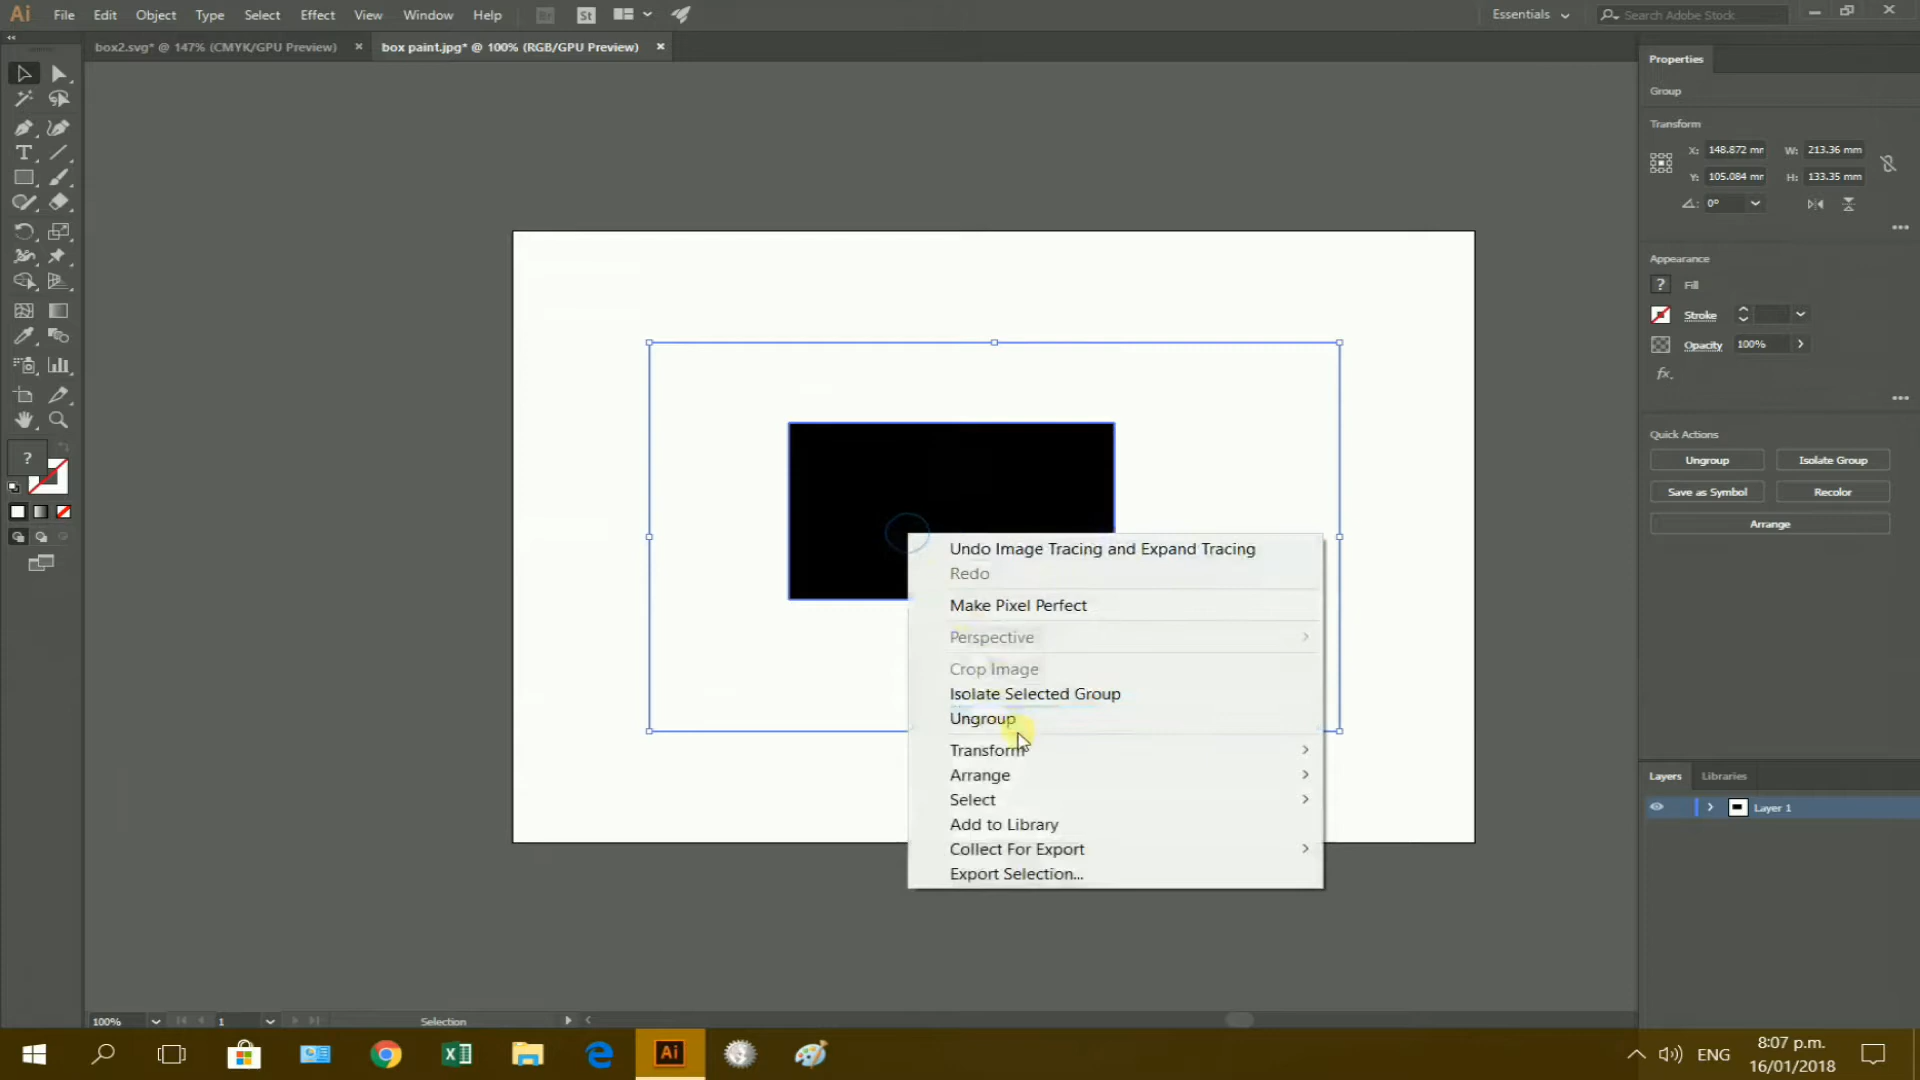 Ai File Edit Object Type Select Effect View Window Help Br St Essentials Search Adobe Stock
box2.svg* @ 147% (CMYK/GPU Preview) × box paint.jpg* @ 100% (RGB/GPU Preview) ×
Properties
Group
Transform
X: 148.872 mr W: 213.36 mm
Y: 105.084 mr H: 133.35 mm
0°
Appearance
? Fill
Stroke
Opacity 100%
fx.
Quick Actions
Ungroup Isolate Group
Save as Symbol Recolor
Arrange
T
?
Undo Image Tracing and Expand Tracing
Redo
Make Pixel Perfect
Perspective
Crop Image
Isolate Selected Group
Ungroup
Transform
Arrange
Select
Add to Library
Collect For Export
Export Selection...
Layers Libraries
Layer 1
100% 1 Selection
Ai ENG 8:07 p.m.
16/01/2018